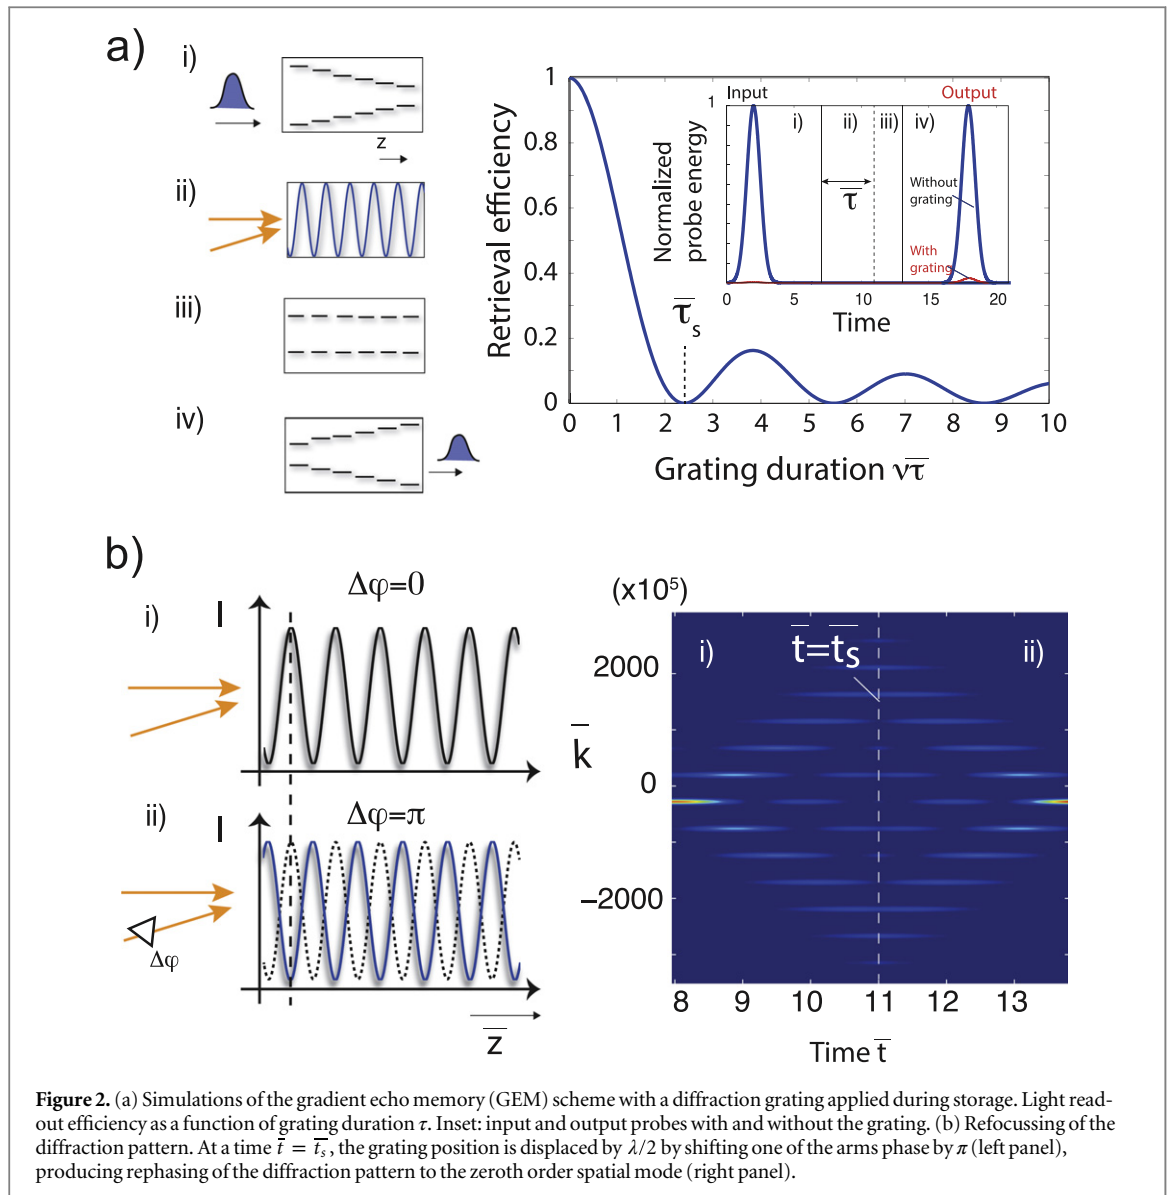 a)
i)
z
ii)
iii)
iv)
Retrieval efficiency
1
0.8
0.6
0.4
0.2
0
0 1 2 3 4 5 6 7 8 9 10
Grating duration ντ̅
τ̅s
Normalized
probe energy
1
Input
Output
i) ii) iii) iv)
τ̅
Without
grating
With
grating
0 5 10 15 20
Time
b)
Δφ=0
i)
I
Δφ=π
ii)
I
Δφ
z̅
(x10⁵)
i)
t̅=t̅s
ii)
2000
k̅
0
−2000
8 9 10 11 12 13
Time t̅
Figure 2. (a) Simulations of the gradient echo memory (GEM) scheme with a diffraction grating applied during storage. Light read-
out efficiency as a function of grating duration τ. Inset: input and output probes with and without the grating. (b) Refocussing of the
diffraction pattern. At a time t̅ = t̅s, the grating position is displaced by λ/2 by shifting one of the arms phase by π (left panel),
producing rephasing of the diffraction pattern to the zeroth order spatial mode (right panel).